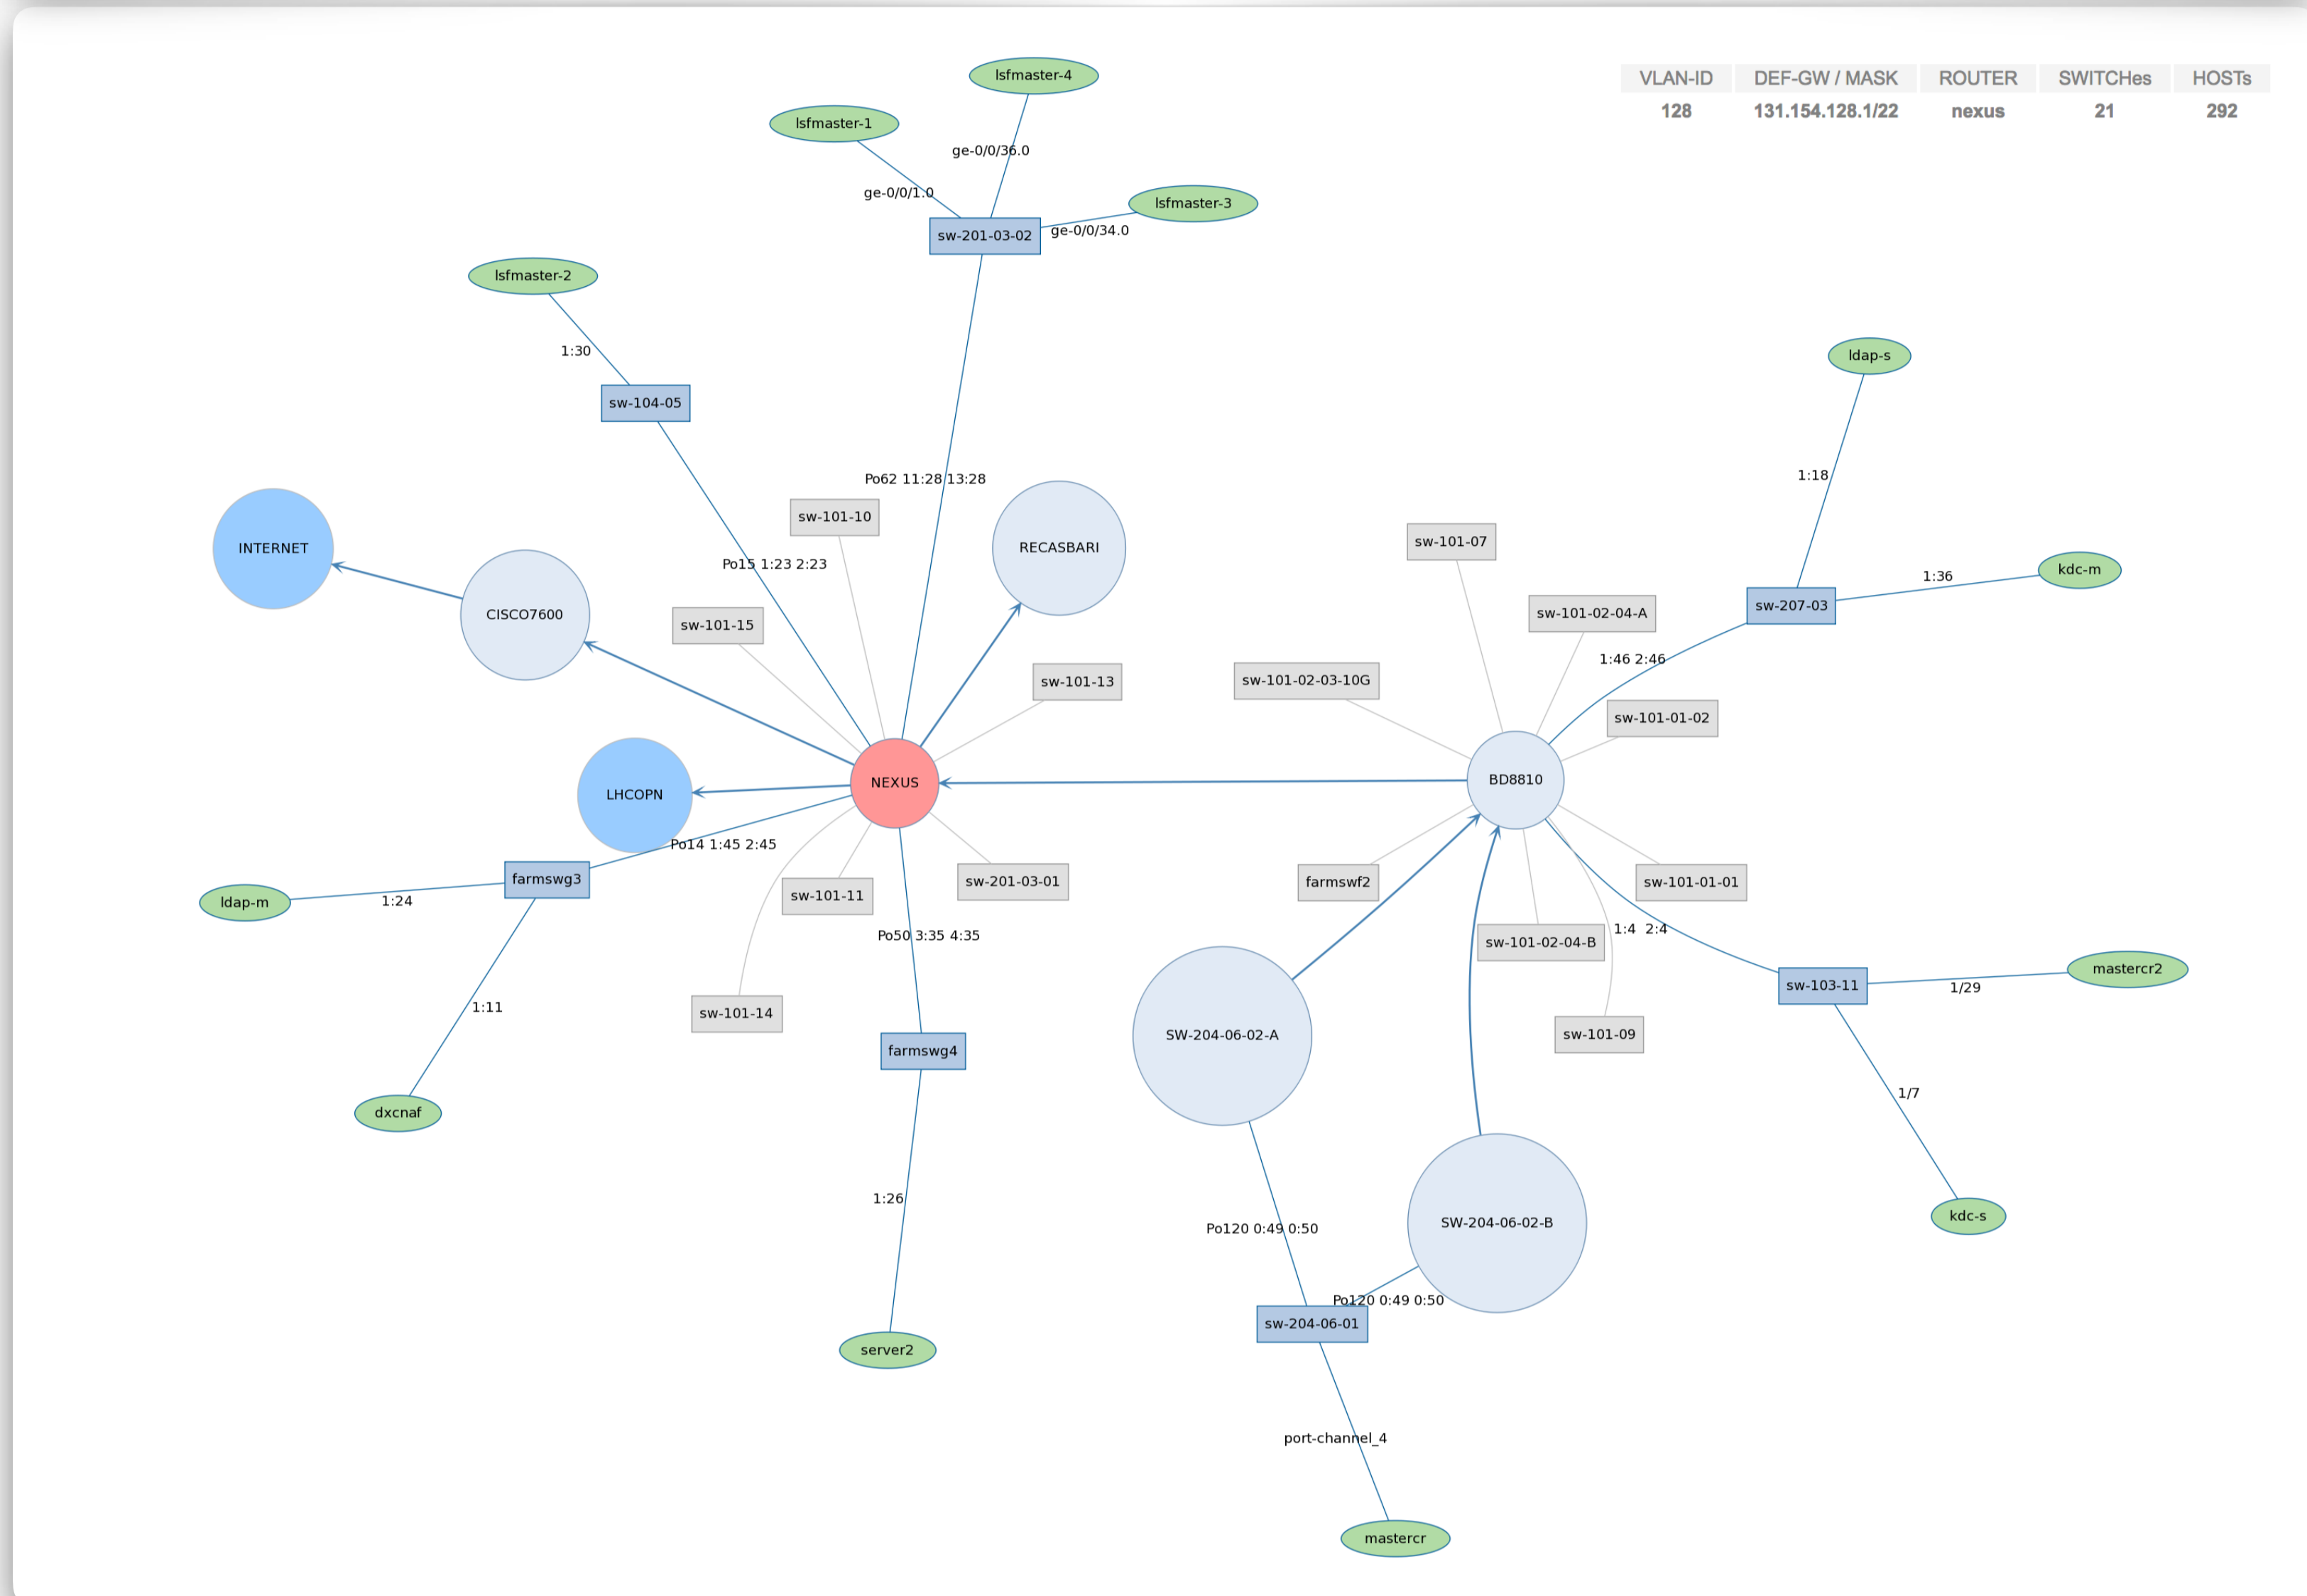 VLAN-ID DEF-GW / MASK ROUTER SWITCHes HOSTs
128 131.154.128.1/22 nexus 21 292
lsfmaster-4
lsfmaster-1
ge-0/0/36.0
ge-0/0/1.0
lsfmaster-3
ge-0/0/34.0
sw-201-03-02
lsfmaster-2
1:30
sw-104-05
ldap-s
1:18
Po62 11:28 13:28
sw-101-10
INTERNET
RECASBARI
sw-101-07
Po15 1:23 2:23
kdc-m
1:36
sw-207-03
CISCO7600
sw-101-15
sw-101-02-04-A
1:46 2:46
sw-101-13
sw-101-02-03-10G
sw-101-01-02
NEXUS
BD8810
LHCOPN
Po14 1:45 2:45
farmswg3
sw-201-03-01
farmswf2
sw-101-01-01
sw-101-11
ldap-m
1:24
Po50 3:35 4:35
1:4 2:4
sw-101-02-04-B
mastercr2
1/29
sw-103-11
1:11
sw-101-14
SW-204-06-02-A
sw-101-09
farmswg4
1/7
dxcnaf
1:26
kdc-s
SW-204-06-02-B
Po120 0:49 0:50
Po120 0:49 0:50
sw-204-06-01
server2
port-channel_4
mastercr